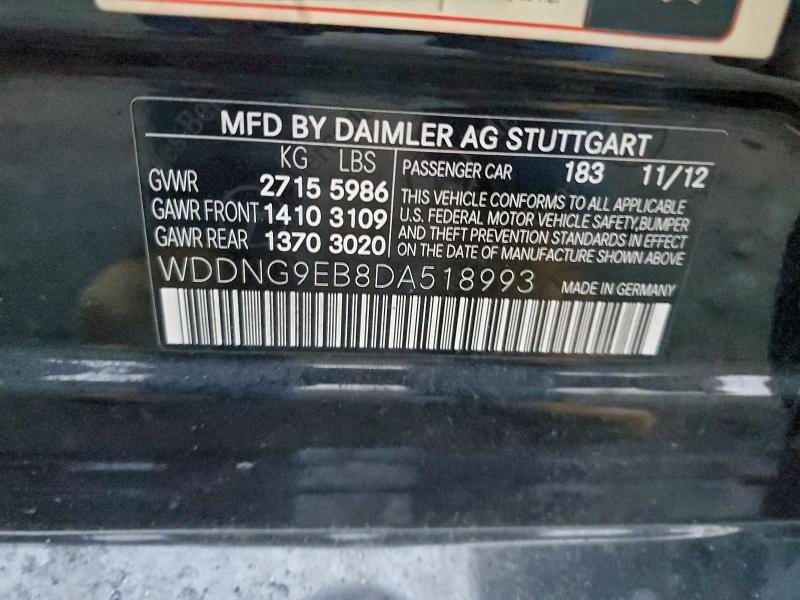 MFD BY DAIMLER AG STUTTGART
KG LBS
GVWR 2715 5986
GAWR FRONT 1410 3109
GAWR REAR 1370 3020
PASSENGER CAR 183 11/12
THIS VEHICLE CONFORMS TO ALL APPLICABLE
U.S. FEDERAL MOTOR VEHICLE SAFETY,BUMPER
AND THEFT PREVENTION STANDARDS IN EFFECT
ON THE DATE OF MANUFACTURE SHOWN ABOVE
WDDNG9EB8DA518993 MADE IN GERMANY